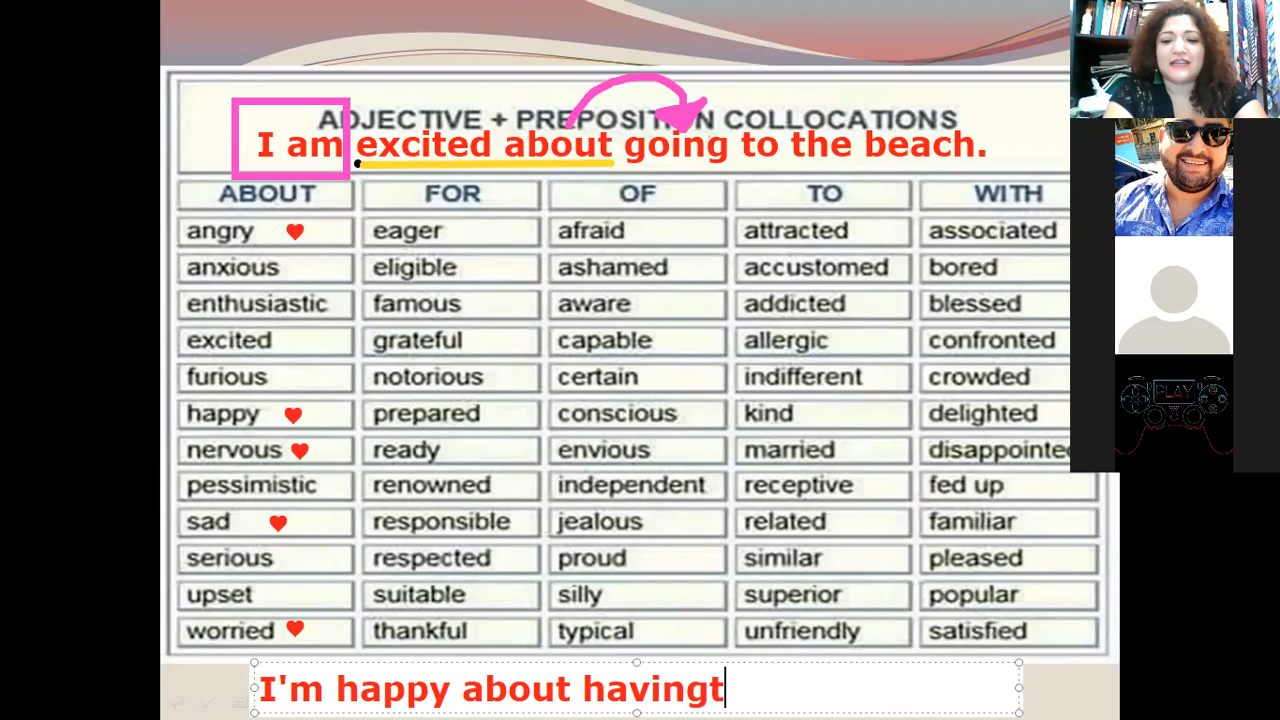 ADJECTIVE + PREPOSITION COLLOCATIONS
I am excited about going to the beach.
ABOUT FOR OF TO WITH
angry eager afraid attracted associated
anxious eligible ashamed accustomed bored
enthusiastic famous aware addicted blessed
excited grateful capable allergic confronted
furious notorious certain indifferent crowded
happy prepared conscious kind delighted
nervous ready envious married disappointed
pessimistic renowned independent receptive fed up
sad responsible jealous related familiar
serious respected proud similar pleased
upset suitable silly superior popular
worried thankful typical unfriendly satisfied
I'm happy about havingt
PLAY